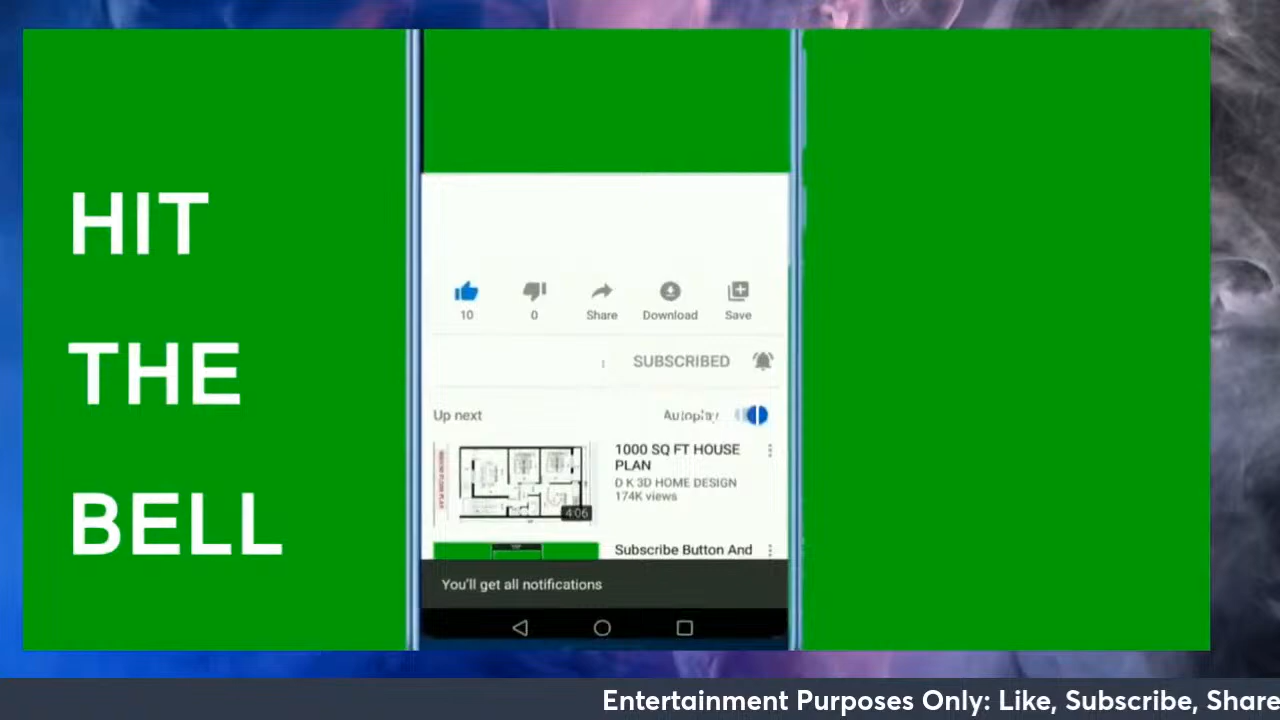 HIT
THE
BELL
10
0
Share
Download
Save
SUBSCRIBED
Up next
Autoplay
1000 SQ FT HOUSE
PLAN
D K 3D HOME DESIGN
174K views
4:06
Subscribe Button And
You'll get all notifications
Entertainment Purposes Only: Like, Subscribe, Share